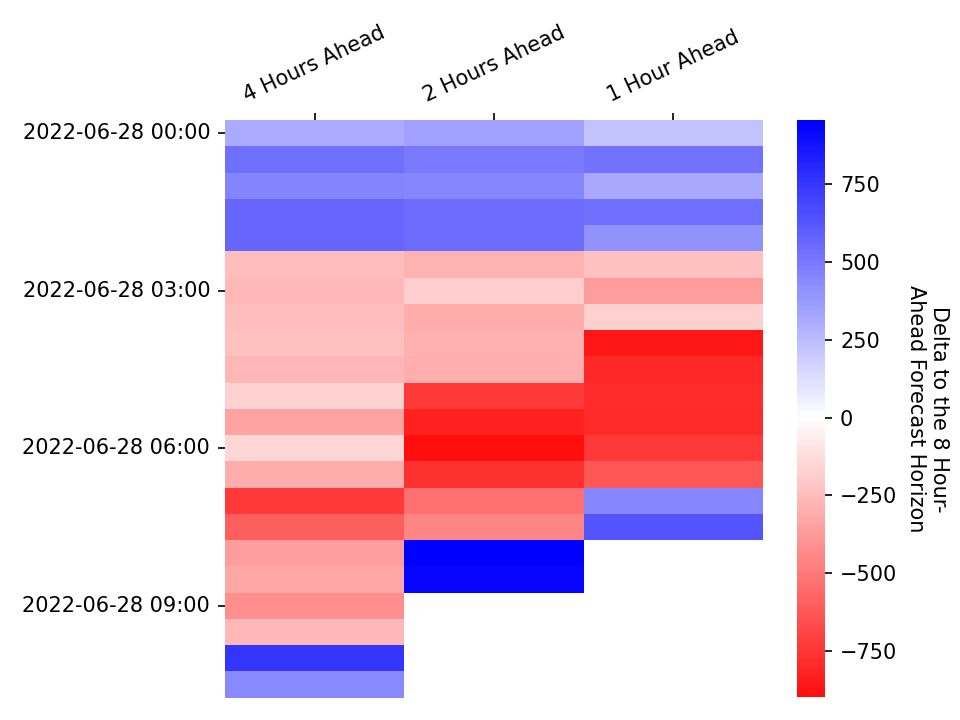 4 Hours Ahead
2 Hours Ahead
1 Hour Ahead
2022-06-28 00:00
2022-06-28 03:00
2022-06-28 06:00
2022-06-28 09:00
750
500
250
0
−250
−500
−750
Delta to the 8 Hour-
Ahead Forecast Horizon